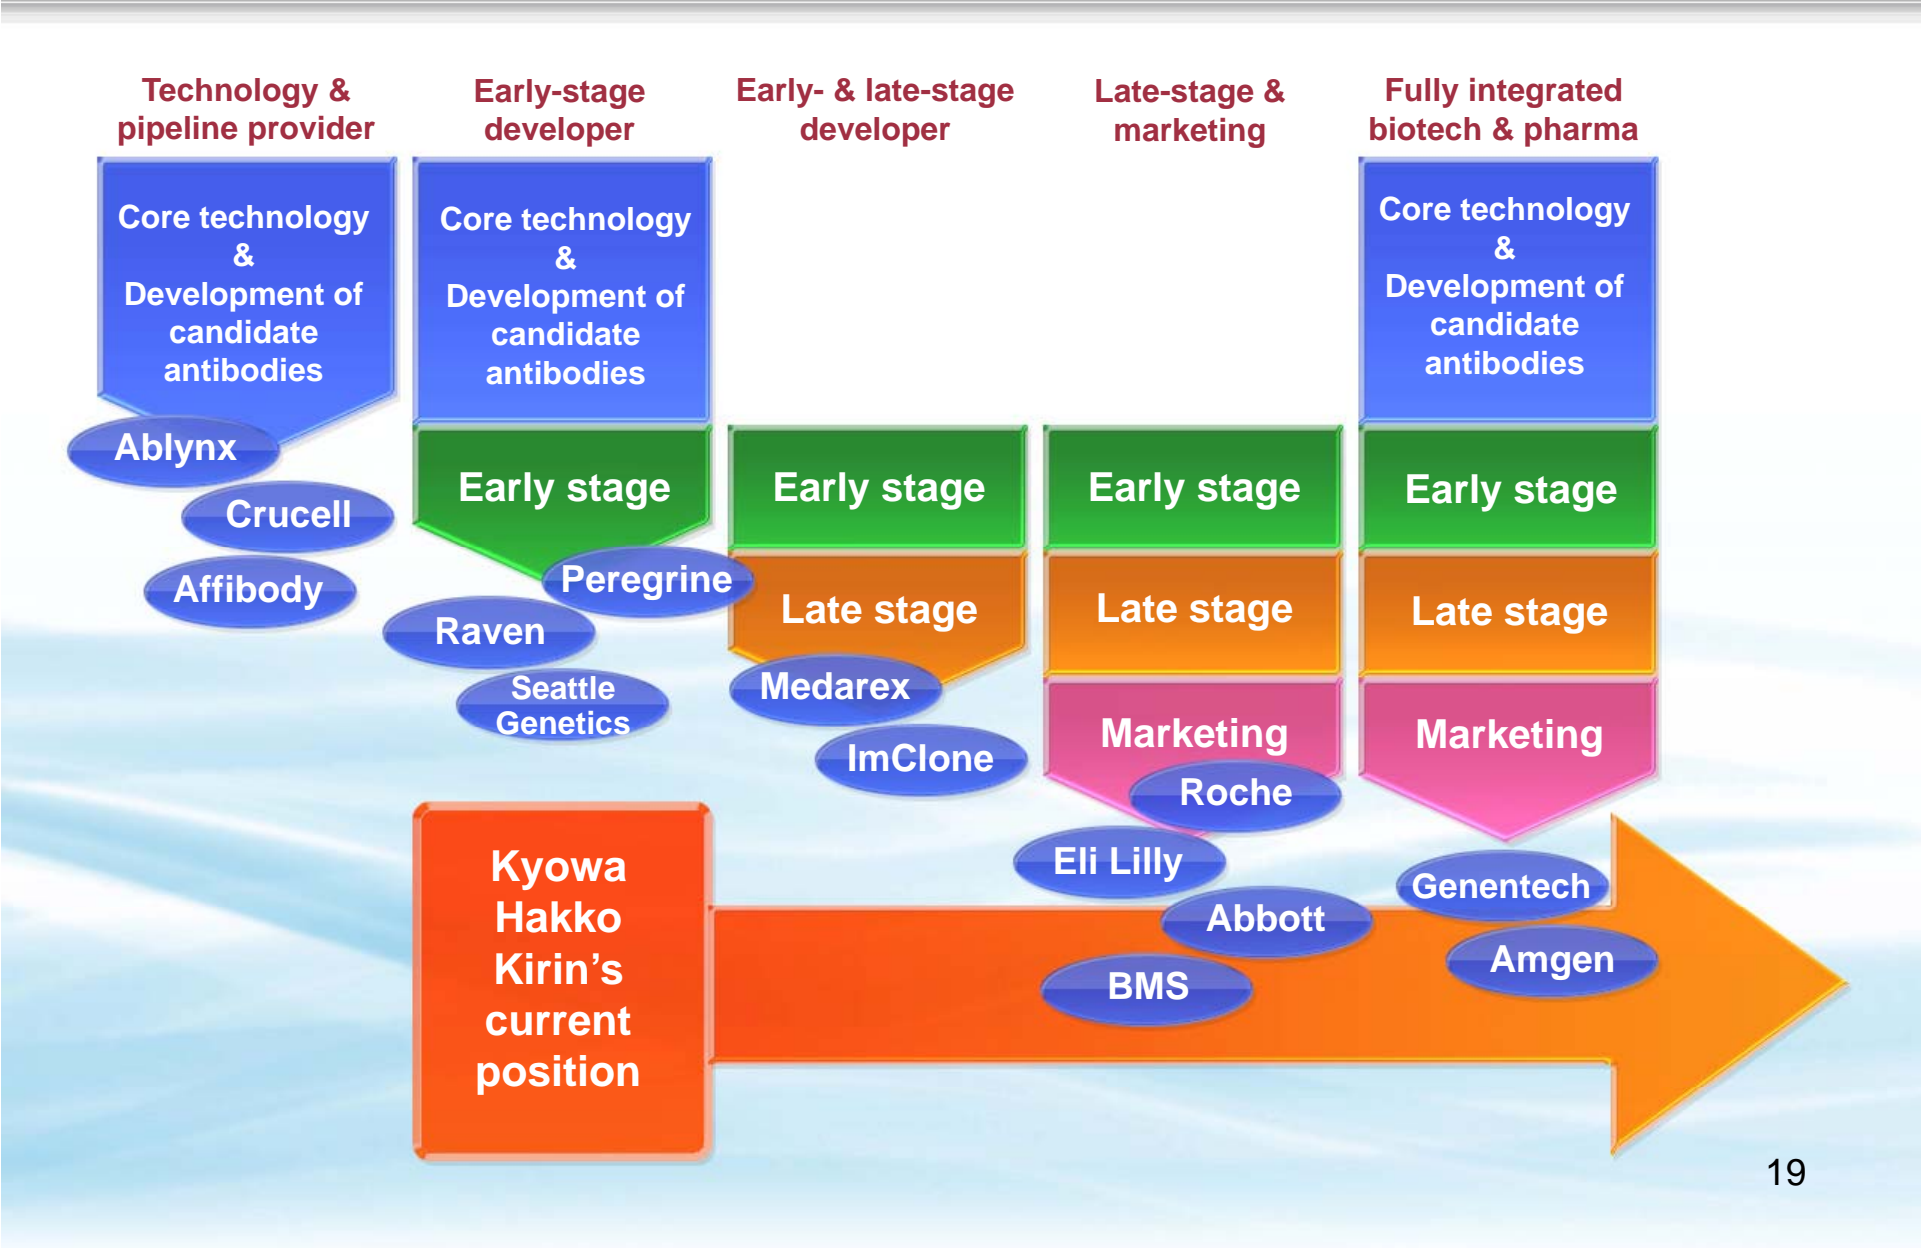 Technology &
pipeline provider
Early-stage
developer
Early- & late-stage
developer
Late-stage &
marketing
Fully integrated
biotech & pharma
Core technology
&
Development of
candidate
antibodies
Core technology
&
Development of
candidate
antibodies
Core technology
&
Development of
candidate
antibodies
Early stage
Early stage
Early stage
Early stage
Late stage
Late stage
Late stage
Marketing
Marketing
Ablynx
Crucell
Affibody
Peregrine
Raven
Seattle
Genetics
Medarex
ImClone
Roche
Eli Lilly
Abbott
BMS
Genentech
Amgen
Kyowa
Hakko
Kirin’s
current
position
19